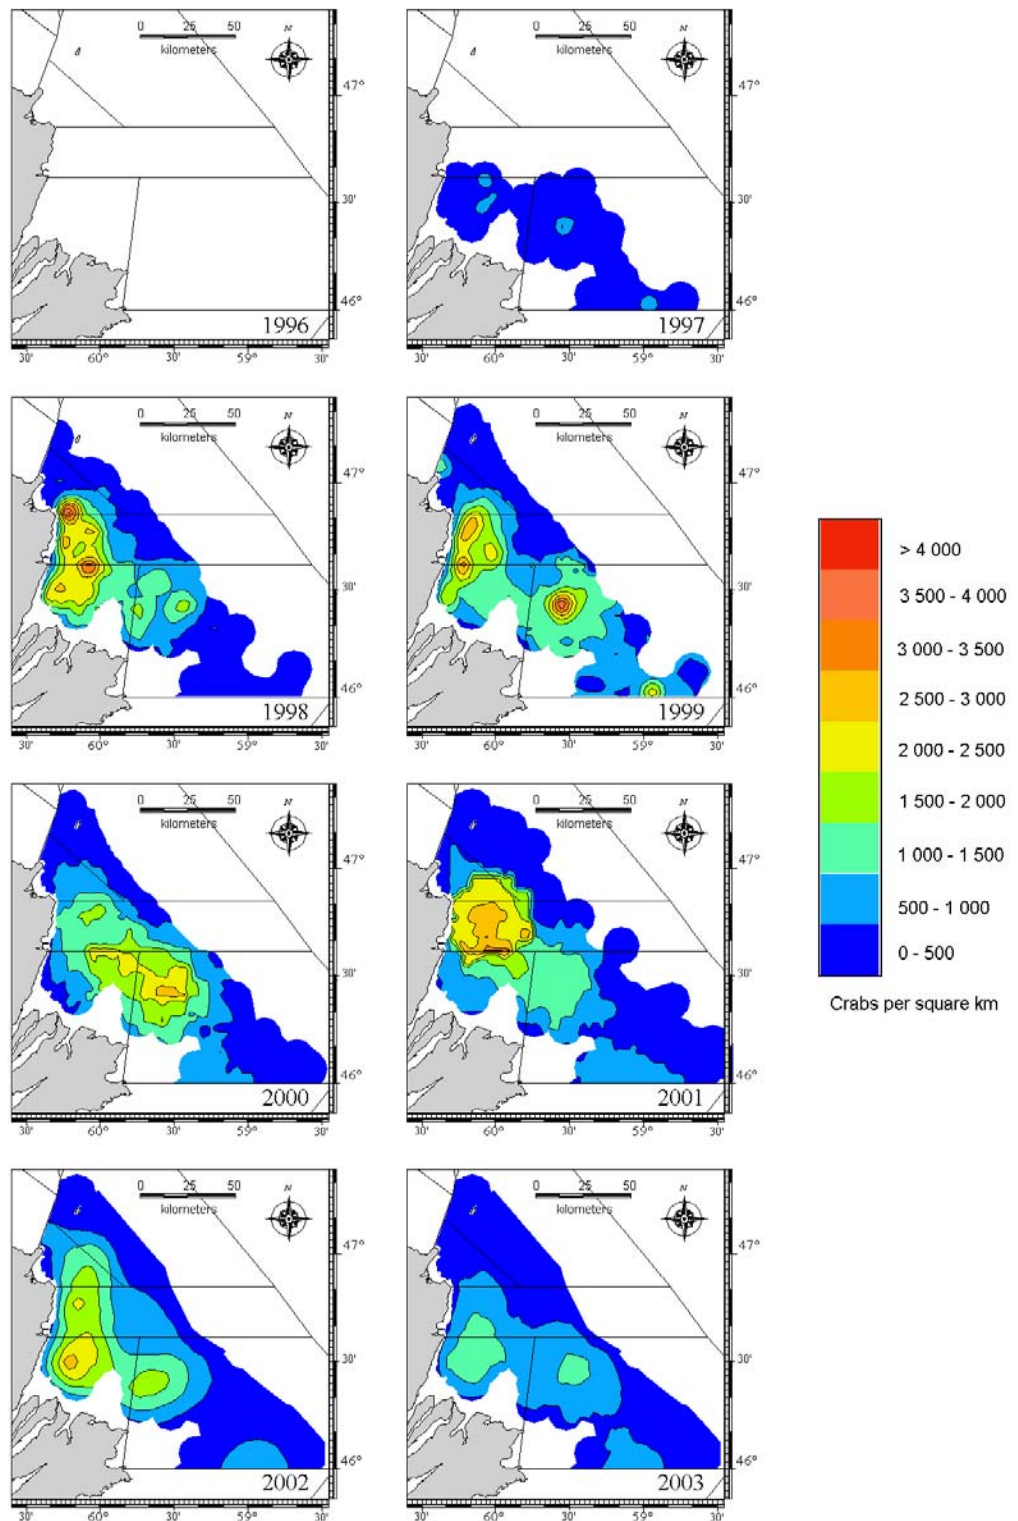 0 25 50
kilometers
N
47°
30'
46°
1996
30' 60° 30' 59° 30'
0 25 50
kilometers
N
47°
30'
46°
1997
30' 60° 30' 59° 30'
0 25 50
kilometers
N
47°
30'
46°
1998
30' 60° 30' 59° 30'
0 25 50
kilometers
N
47°
30'
46°
1999
30' 60° 30' 59° 30'
> 4 000
3 500 - 4 000
3 000 - 3 500
2 500 - 3 000
2 000 - 2 500
1 500 - 2 000
1 000 - 1 500
500 - 1 000
0 - 500
Crabs per square km
0 25 50
kilometers
N
47°
30'
46°
2000
30' 60° 30' 59° 30'
0 25 50
kilometers
N
47°
30'
46°
2001
30' 60° 30' 59° 30'
0 25 50
kilometers
N
47°
30'
46°
2002
30' 60° 30' 59° 30'
0 25 50
kilometers
N
47°
30'
46°
2003
30' 60° 30' 59° 30'